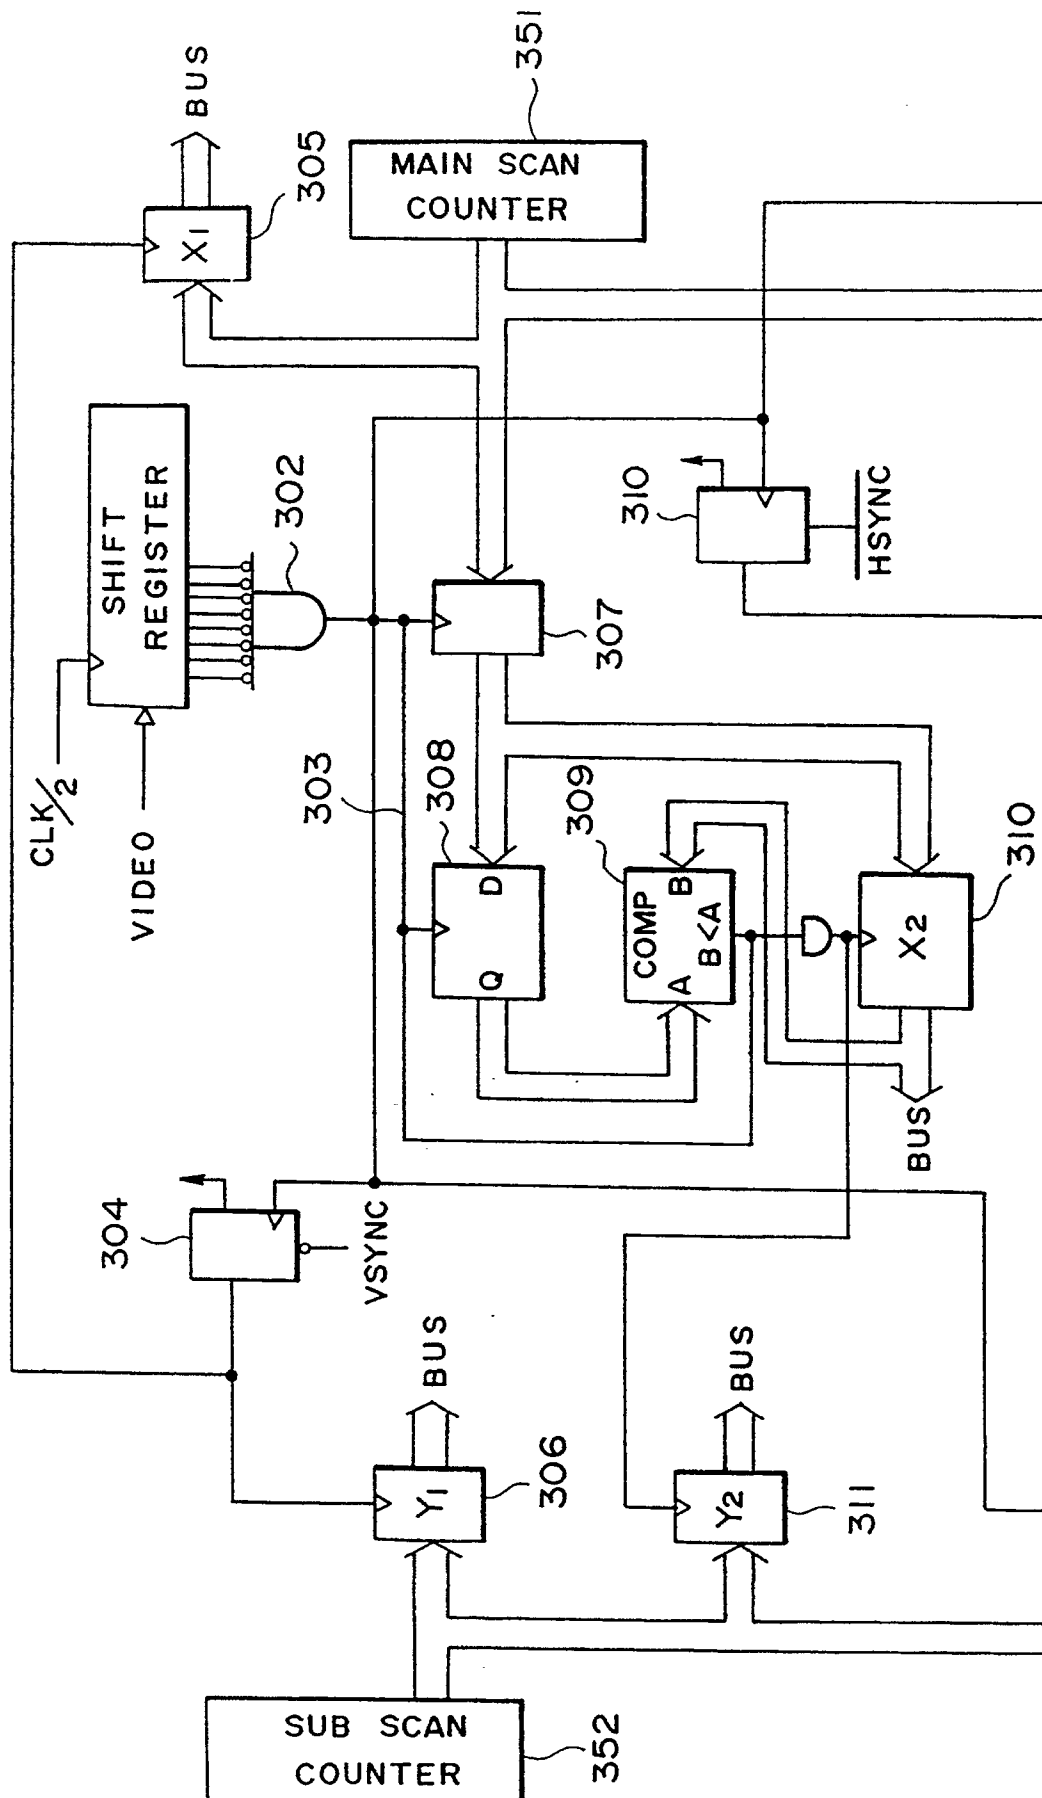 351
BUS
305
MAIN SCAN
COUNTER
X1
SHIFT
REGISTER
302
310
HSYNC
307
CLK/2
VIDEO
303
308
D
Q
309
COMP
B
A
B<A
X2
310
BUS
304
VSYNC
BUS
306
Y1
BUS
311
Y2
SUB SCAN
COUNTER
352